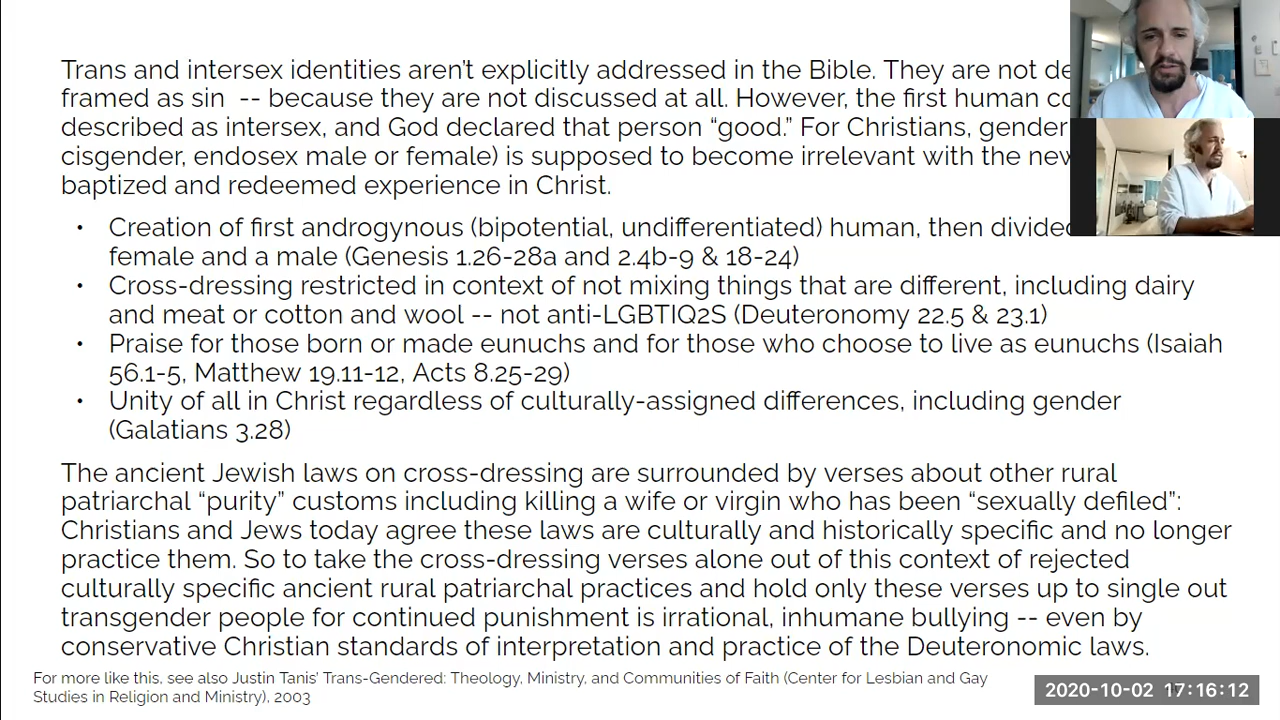 Trans and intersex identities aren't explicitly addressed in the Bible. They are not
framed as sin -- because they are not discussed at all. However, the first human
described as intersex, and God declared that person “good.” For Christians, gender
cisgender, endosex male or female) is supposed to become irrelevant with the new
baptized and redeemed experience in Christ.
• Creation of first androgynous (bipotential, undifferentiated) human, then divided
female and a male (Genesis 1.26-28a and 2.4b-9 & 18-24)
• Cross-dressing restricted in context of not mixing things that are different, including dairy
and meat or cotton and wool -- not anti-LGBTIQ2S (Deuteronomy 22.5 & 23.1)
• Praise for those born or made eunuchs and for those who choose to live as eunuchs (Isaiah
56.1-5, Matthew 19.11-12, Acts 8.25-29)
• Unity of all in Christ regardless of culturally-assigned differences, including gender
(Galatians 3.28)
The ancient Jewish laws on cross-dressing are surrounded by verses about other rural
patriarchal “purity” customs including killing a wife or virgin who has been “sexually defiled”:
Christians and Jews today agree these laws are culturally and historically specific and no longer
practice them. So to take the cross-dressing verses alone out of this context of rejected
culturally specific ancient rural patriarchal practices and hold only these verses up to single out
transgender people for continued punishment is irrational, inhumane bullying -- even by
conservative Christian standards of interpretation and practice of the Deuteronomic laws.
For more like this, see also Justin Tanis' Trans-Gendered: Theology, Ministry, and Communities of Faith (Center for Lesbian and Gay
Studies in Religion and Ministry), 2003
2020-10-02 17:16:12